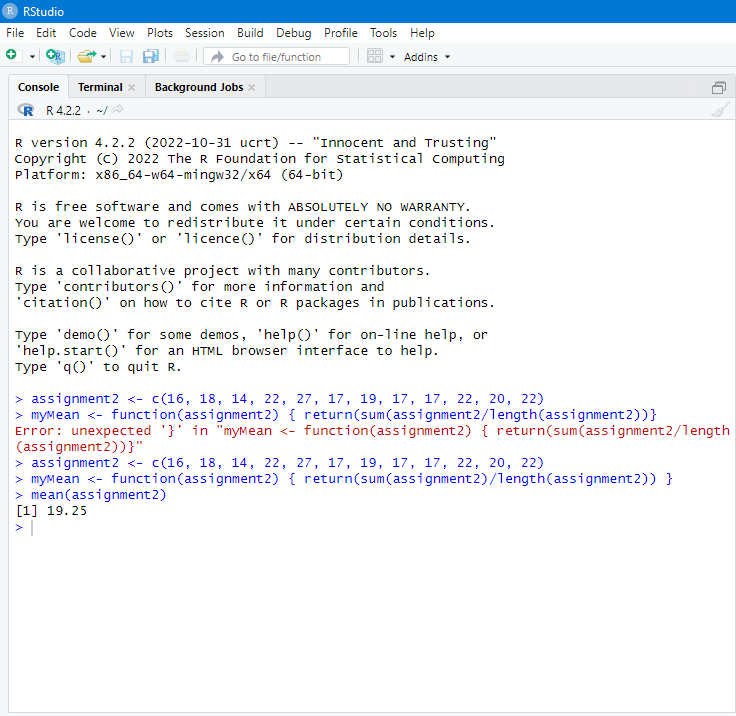 RStudio
File Edit Code View Plots Session Build Debug Profile Tools Help
Go to file/function Addins
Console Terminal Background Jobs
R 4.2.2 · ~/
R version 4.2.2 (2022-10-31 ucrt) -- "Innocent and Trusting"
Copyright (C) 2022 The R Foundation for Statistical Computing
Platform: x86_64-w64-mingw32/x64 (64-bit)
R is free software and comes with ABSOLUTELY NO WARRANTY.
You are welcome to redistribute it under certain conditions.
Type 'license()' or 'licence()' for distribution details.
R is a collaborative project with many contributors.
Type 'contributors()' for more information and
'citation()' on how to cite R or R packages in publications.
Type 'demo()' for some demos, 'help()' for on-line help, or
'help.start()' for an HTML browser interface to help.
Type 'q()' to quit R.
> assignment2 <- c(16, 18, 14, 22, 27, 17, 19, 17, 17, 22, 20, 22)
> myMean <- function(assignment2) { return(sum(assignment2/length(assignment2))}
Error: unexpected '}' in "myMean <- function(assignment2) { return(sum(assignment2/length
(assignment2))}"
> assignment2 <- c(16, 18, 14, 22, 27, 17, 19, 17, 17, 22, 20, 22)
> myMean <- function(assignment2) { return(sum(assignment2)/length(assignment2)) }
> mean(assignment2)
[1] 19.25
>